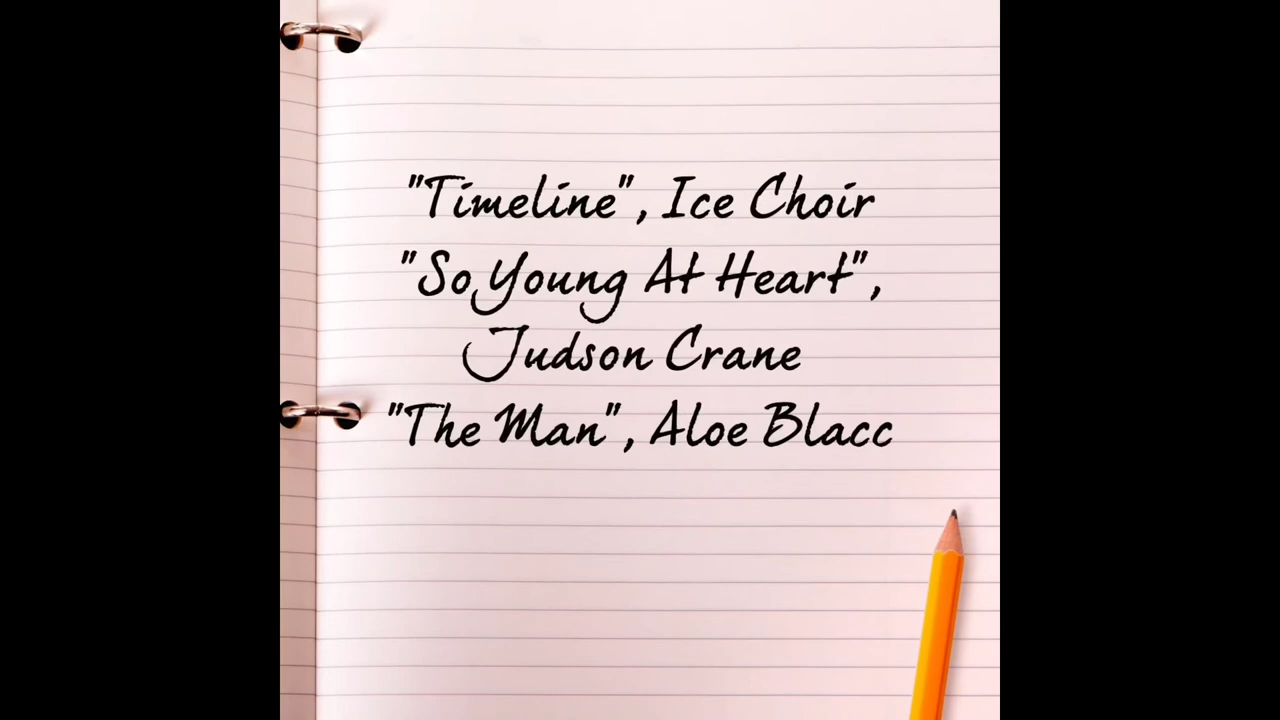 "Timeline", Ice Choir
"So Young At Heart",
Judson Crane
"The Man", Aloe Blacc